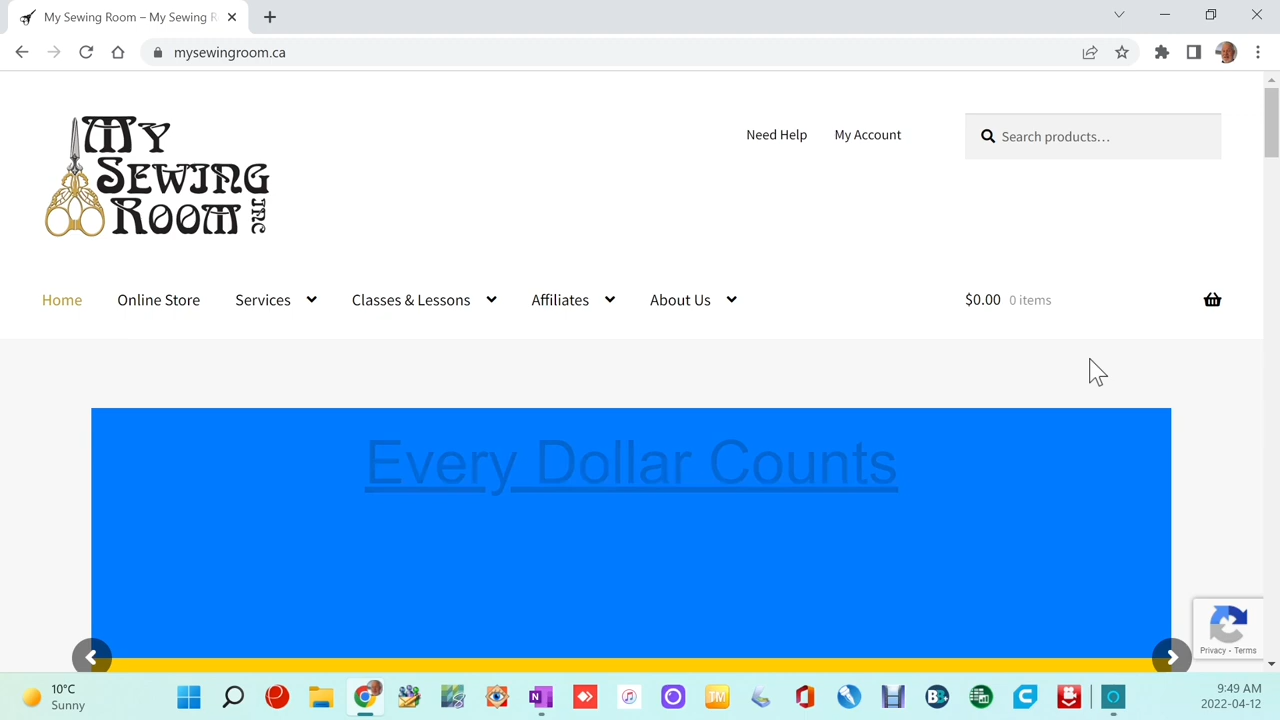 My Sewing Room – My Sewing R
mysewingroom.ca
My
Sewing
Room Inc
Need Help My Account Search products…
Home Online Store Services Classes & Lessons Affiliates About Us $0.00 0 items
Every Dollar Counts
Privacy - Terms
10°C
Sunny
9:49 AM
2022-04-12
N
TM
B